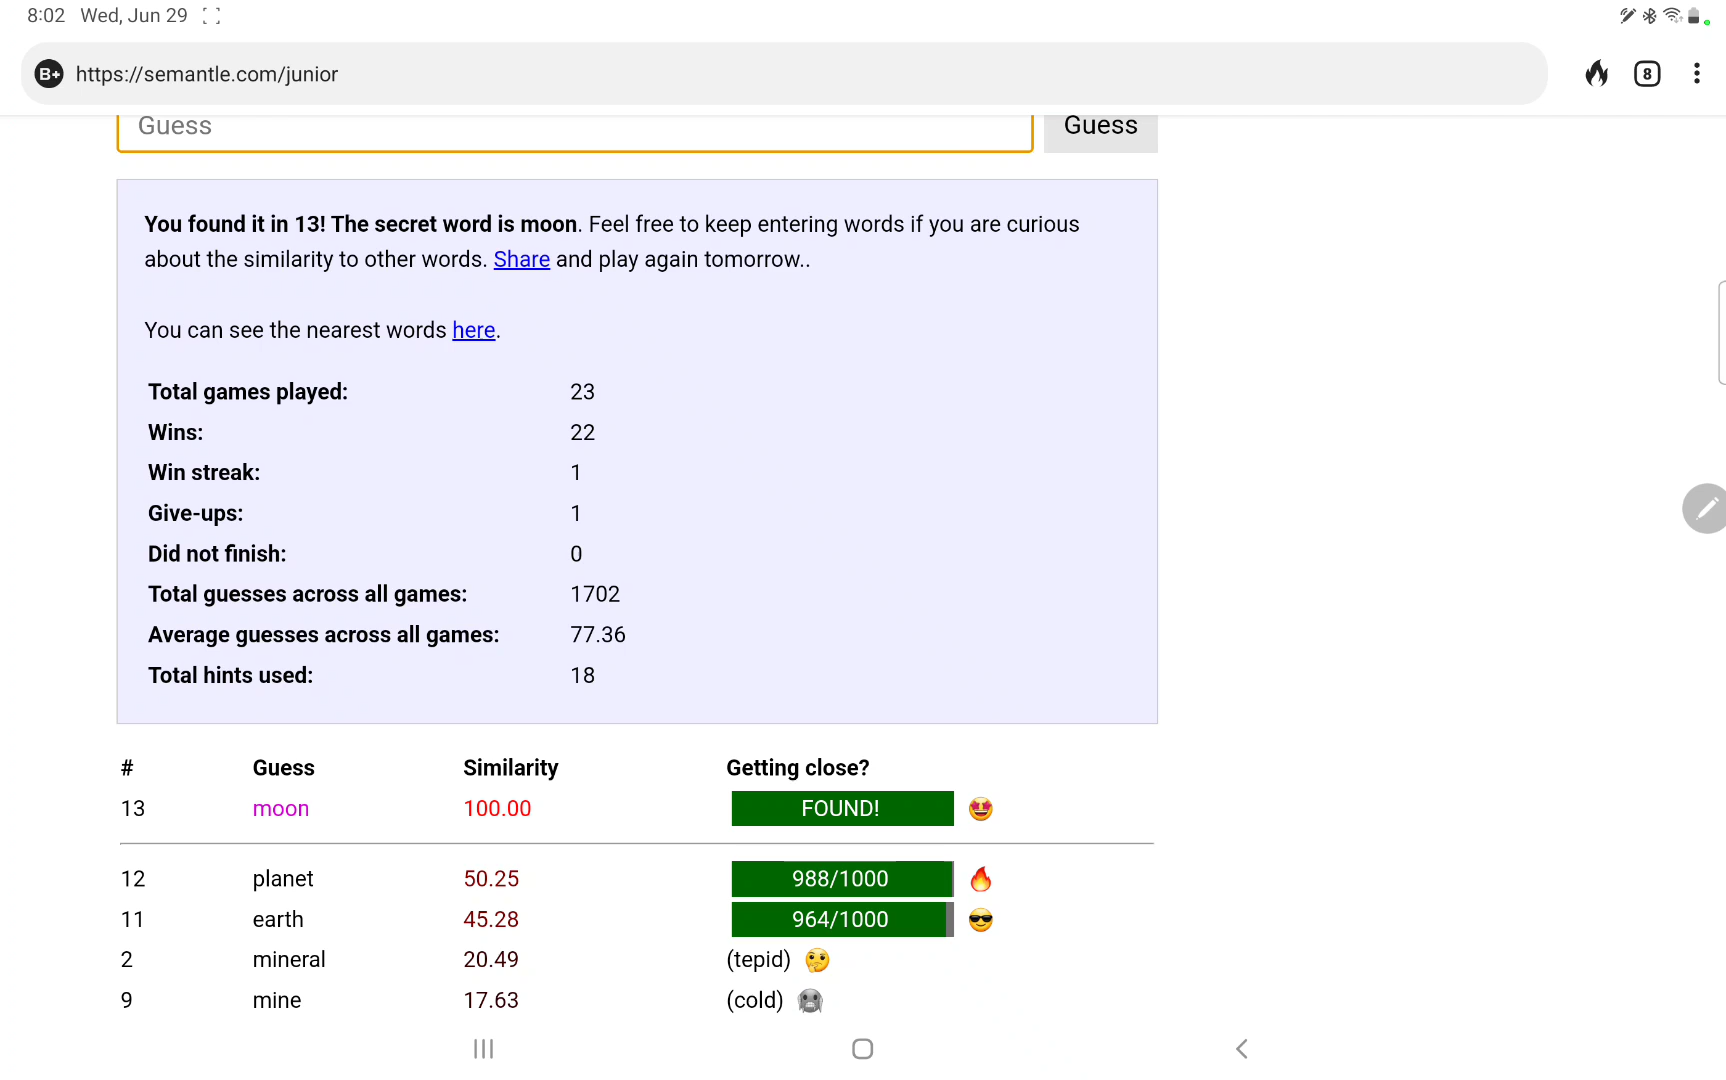 8:02 Wed, Jun 29
B+ https://semantle.com/junior 8
Guess Guess
You found it in 13! The secret word is moon. Feel free to keep entering words if you are curious
about the similarity to other words. Share and play again tomorrow..
You can see the nearest words here.
Total games played: 23
Wins: 22
Win streak: 1
Give-ups: 1
Did not finish: 0
Total guesses across all games: 1702
Average guesses across all games: 77.36
Total hints used: 18
# Guess Similarity Getting close?
13 moon 100.00 FOUND! 🤩
12 planet 50.25 988/1000 🔥
11 earth 45.28 964/1000 😎
2 mineral 20.49 (tepid) 🤔
9 mine 17.63 (cold) 🥶